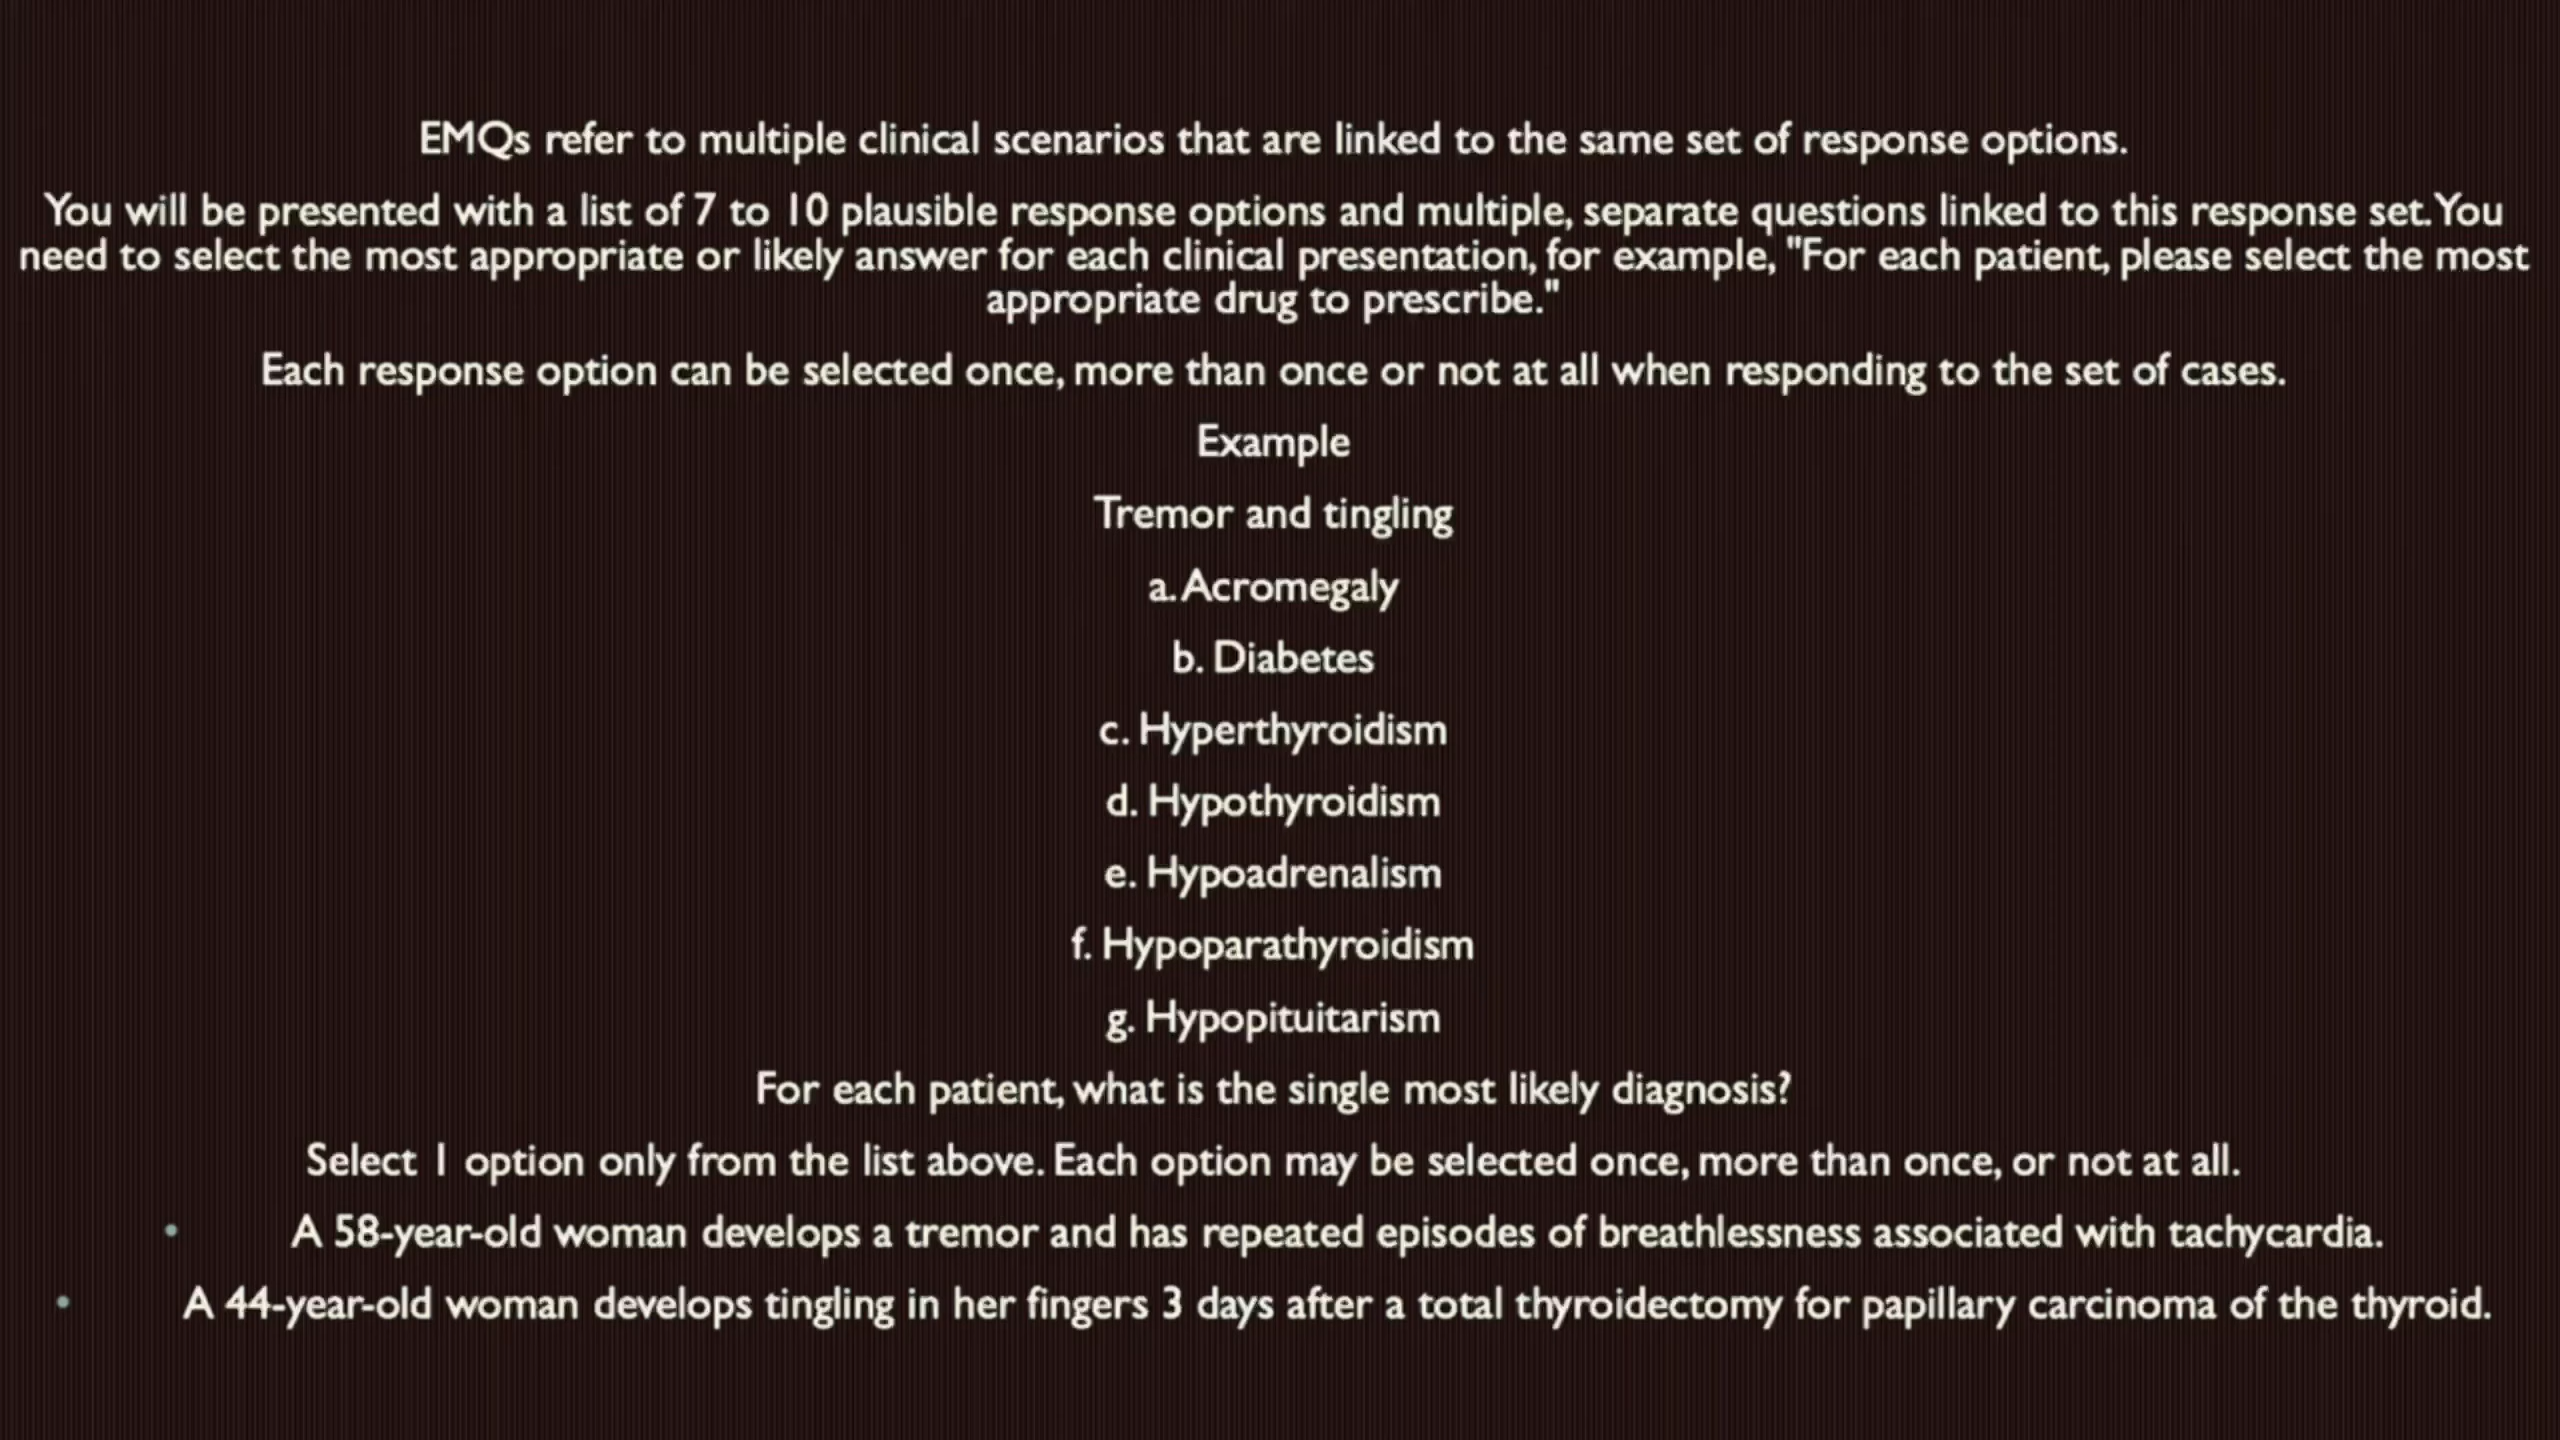 EMQs refer to multiple clinical scenarios that are linked to the same set of response options.
You will be presented with a list of 7 to 10 plausible response options and multiple, separate questions linked to this response set. You
need to select the most appropriate or likely answer for each clinical presentation, for example, "For each patient, please select the most
appropriate drug to prescribe."
Each response option can be selected once, more than once or not at all when responding to the set of cases.
Example
Tremor and tingling
a. Acromegaly
b. Diabetes
c. Hyperthyroidism
d. Hypothyroidism
e. Hypoadrenalism
f. Hypoparathyroidism
g. Hypopituitarism
For each patient, what is the single most likely diagnosis?
Select 1 option only from the list above. Each option may be selected once, more than once, or not at all.
• A 58-year-old woman develops a tremor and has repeated episodes of breathlessness associated with tachycardia.
• A 44-year-old woman develops tingling in her fingers 3 days after a total thyroidectomy for papillary carcinoma of the thyroid.